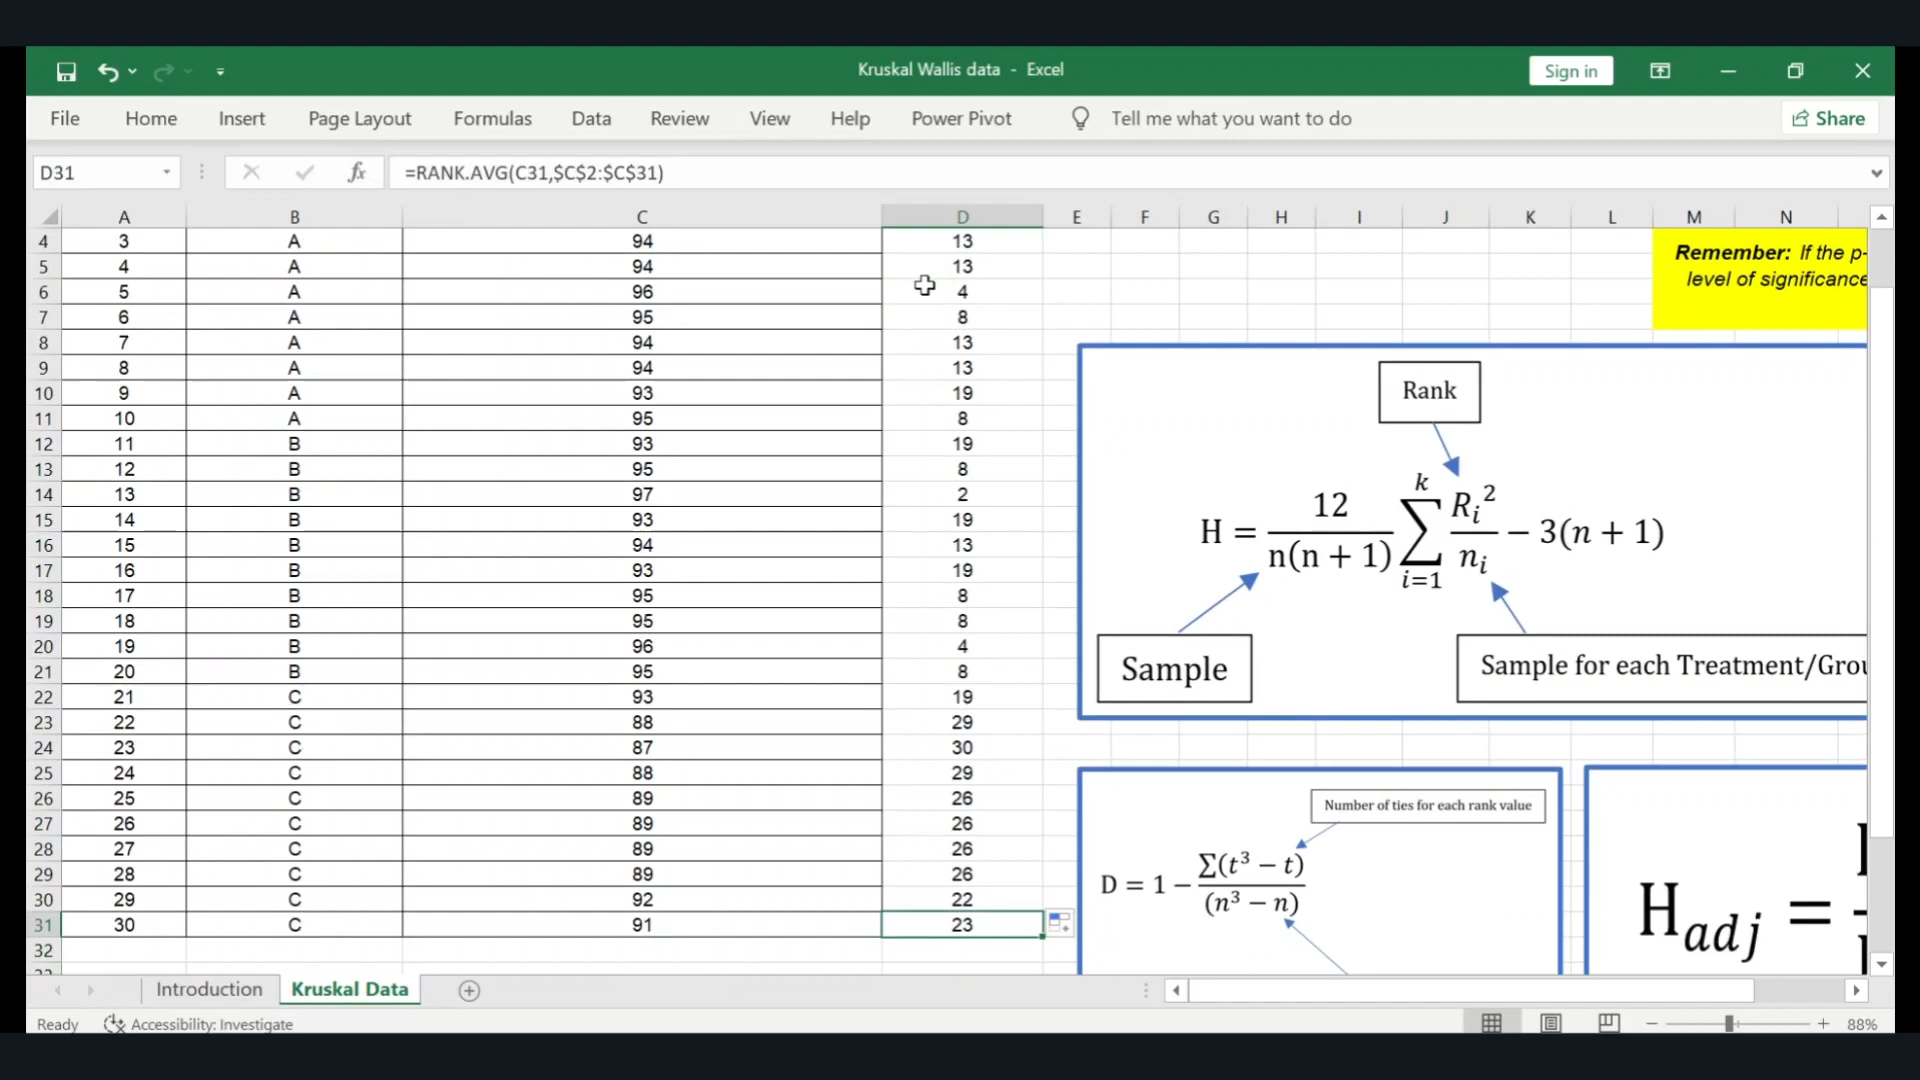 Kruskal Wallis data - Excel
Sign in
File Home Insert Page Layout Formulas Data Review View Help Power Pivot Tell me what you want to do Share
D31 fx =RANK.AVG(C31,$C$2:$C$31)
A B C D E F G H I J K L M N
4 3 A 94 13
5 4 A 94 13
6 5 A 96 4
7 6 A 95 8
8 7 A 94 13
9 8 A 94 13
10 9 A 93 19
11 10 A 95 8
12 11 B 93 19
13 12 B 95 8
14 13 B 97 2
15 14 B 93 19
16 15 B 94 13
17 16 B 93 19
18 17 B 95 8
19 18 B 95 8
20 19 B 96 4
21 20 B 95 8
22 21 C 93 19
23 22 C 88 29
24 23 C 87 30
25 24 C 88 29
26 25 C 89 26
27 26 C 89 26
28 27 C 89 26
29 28 C 89 26
30 29 C 92 22
31 30 C 91 23
32
Remember: If the p-
level of significance
Rank
H = 12/n(n + 1) ∑ᵏᵢ₌₁ Rᵢ²/nᵢ − 3(n + 1)
Sample
Sample for each Treatment/Grou
Number of ties for each rank value
D = 1 − ∑(t³ − t)/(n³ − n)
H adj =
Introduction Kruskal Data
Ready Accessibility: Investigate
88%